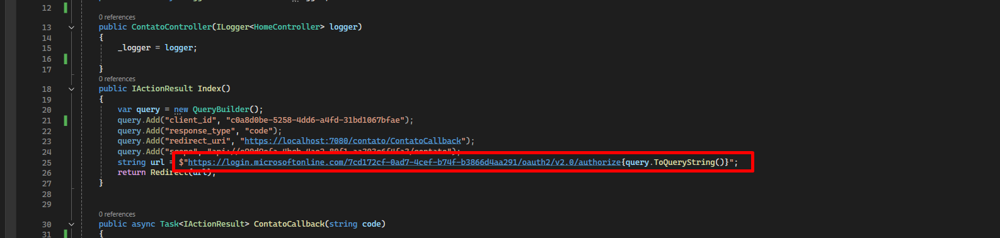 12
0 references
13 public ContatoController(ILogger<HomeController> logger)
14 {
15 _logger = logger;
16
17 }
0 references
18 public IActionResult Index()
19 {
20 var query = new QueryBuilder();
21 query.Add("client_id", "c0a8d0be-5258-4dd6-a4fd-31bd1067bfae");
22 query.Add("response_type", "code");
23 query.Add("redirect_uri", "https://localhost:7080/contato/ContatoCallback");
24 query.Add("scope",
25 string url = $"https://login.microsoftonline.com/7cd172cf-0ad7-4cef-b74f-b3866d4aa291/oauth2/v2.0/authorize{query.ToQueryString()}";
26 return Redirect(url);
27 }
28
29
0 references
30 public async Task<IActionResult> ContatoCallback(string code)
31 {